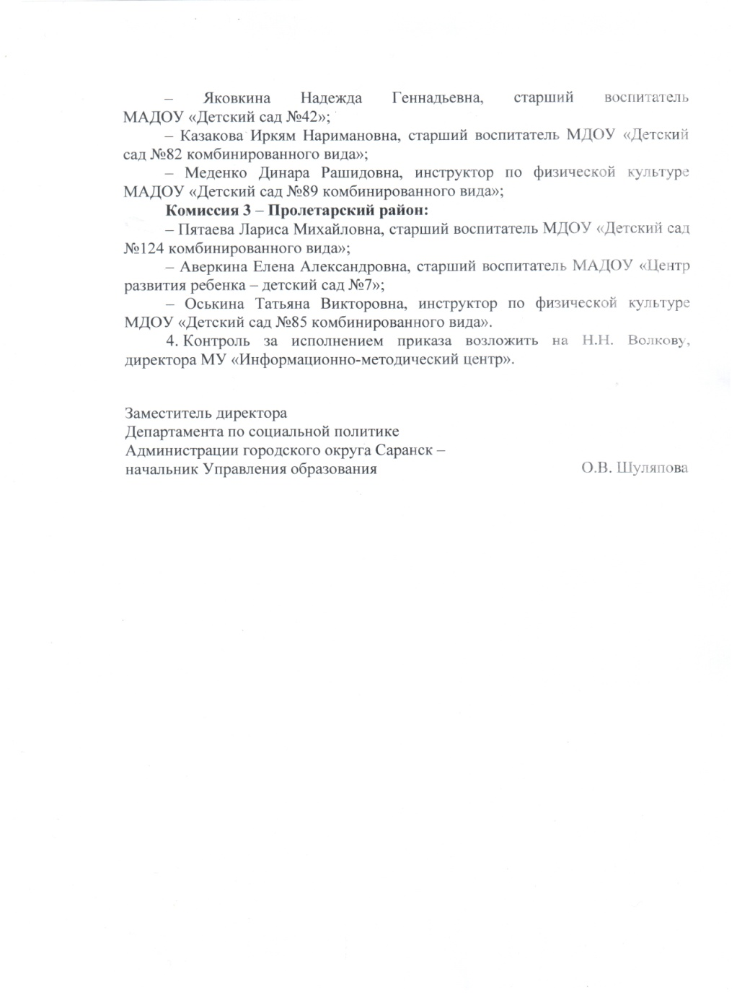 – Яковкина Надежда Геннадьевна, старший воспитатель
МАДОУ «Детский сад №42»;
– Казакова Иркям Наримановна, старший воспитатель МДОУ «Детский
сад №82 комбинированного вида»;
– Меденко Динара Рашидовна, инструктор по физической культуре
МАДОУ «Детский сад №89 комбинированного вида»;
Комиссия 3 – Пролетарский район:
– Пятаева Лариса Михайловна, старший воспитатель МДОУ «Детский сад
№124 комбинированного вида»;
– Аверкина Елена Александровна, старший воспитатель МАДОУ «Центр
развития ребенка – детский сад №7»;
– Оськина Татьяна Викторовна, инструктор по физической культуре
МДОУ «Детский сад №85 комбинированного вида».
4. Контроль за исполнением приказа возложить на Н.Н. Волкову,
директора МУ «Информационно-методический центр».
Заместитель директора
Департамента по социальной политике
Администрации городского округа Саранск –
начальник Управления образования О.В. Шуляпова